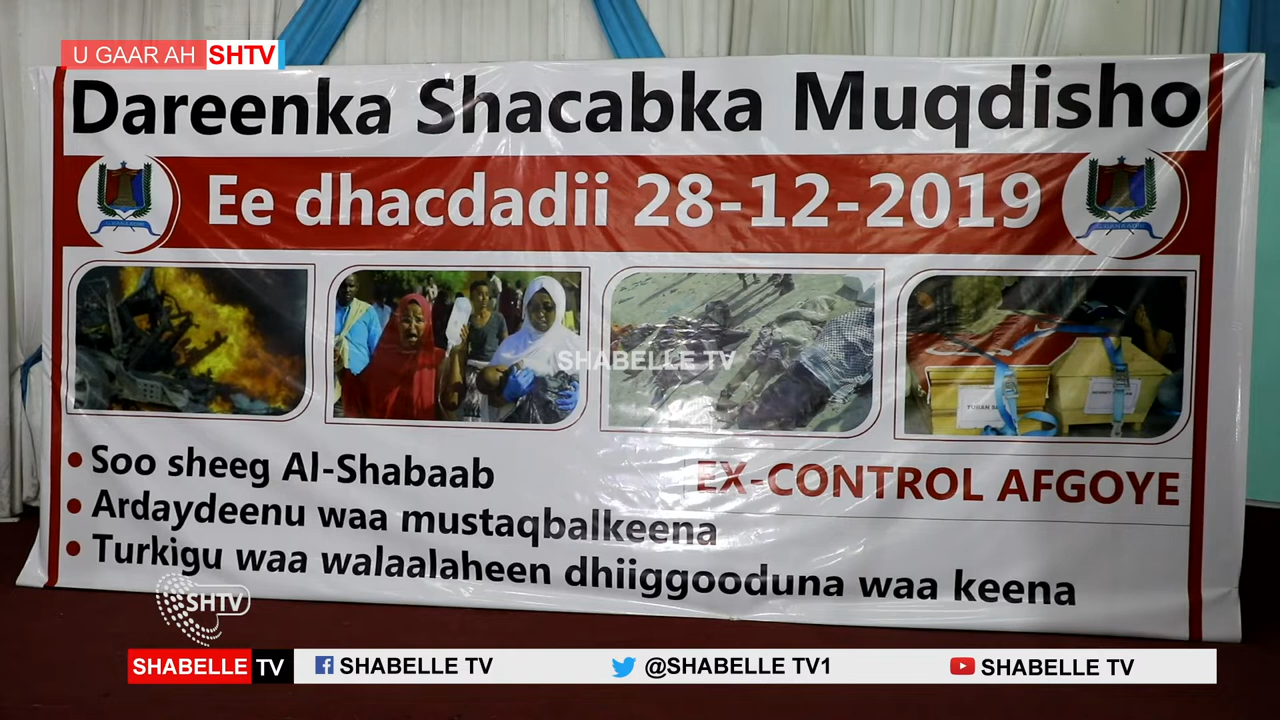 U GAAR AH SHTV
Dareenka Shacabka Muqdisho
Ee dhacdadii 28-12-2019
SHABELLE TV
Soo sheeg Al-Shabaab
EX-CONTROL AFGOYE
Ardaydeenu waa mustaqbalkeena
Turkigu waa walaalaheen dhiiggooduna waa keena
SHTV
SHABELLE TV
SHABELLE TV
@SHABELLE TV1
SHABELLE TV